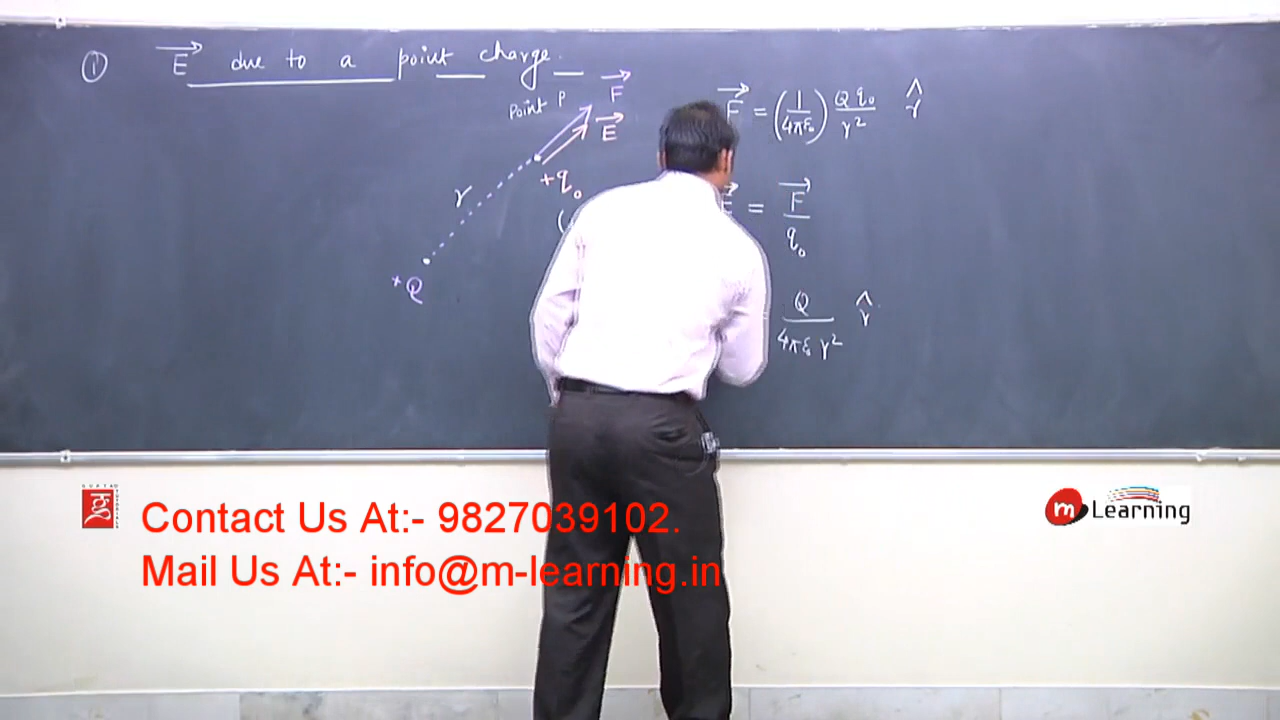 ① E⃗ due to a point charge.
Point P F⃗
E⃗
+q₀
(
r
+Q
F⃗ = (1/4πε₀) Qq₀/r² r̂
E⃗ = F⃗/q₀
Q/4πε₀r² r̂
Contact Us At:- 9827039102.
Mail Us At:- info@m-learning.in
m Learning